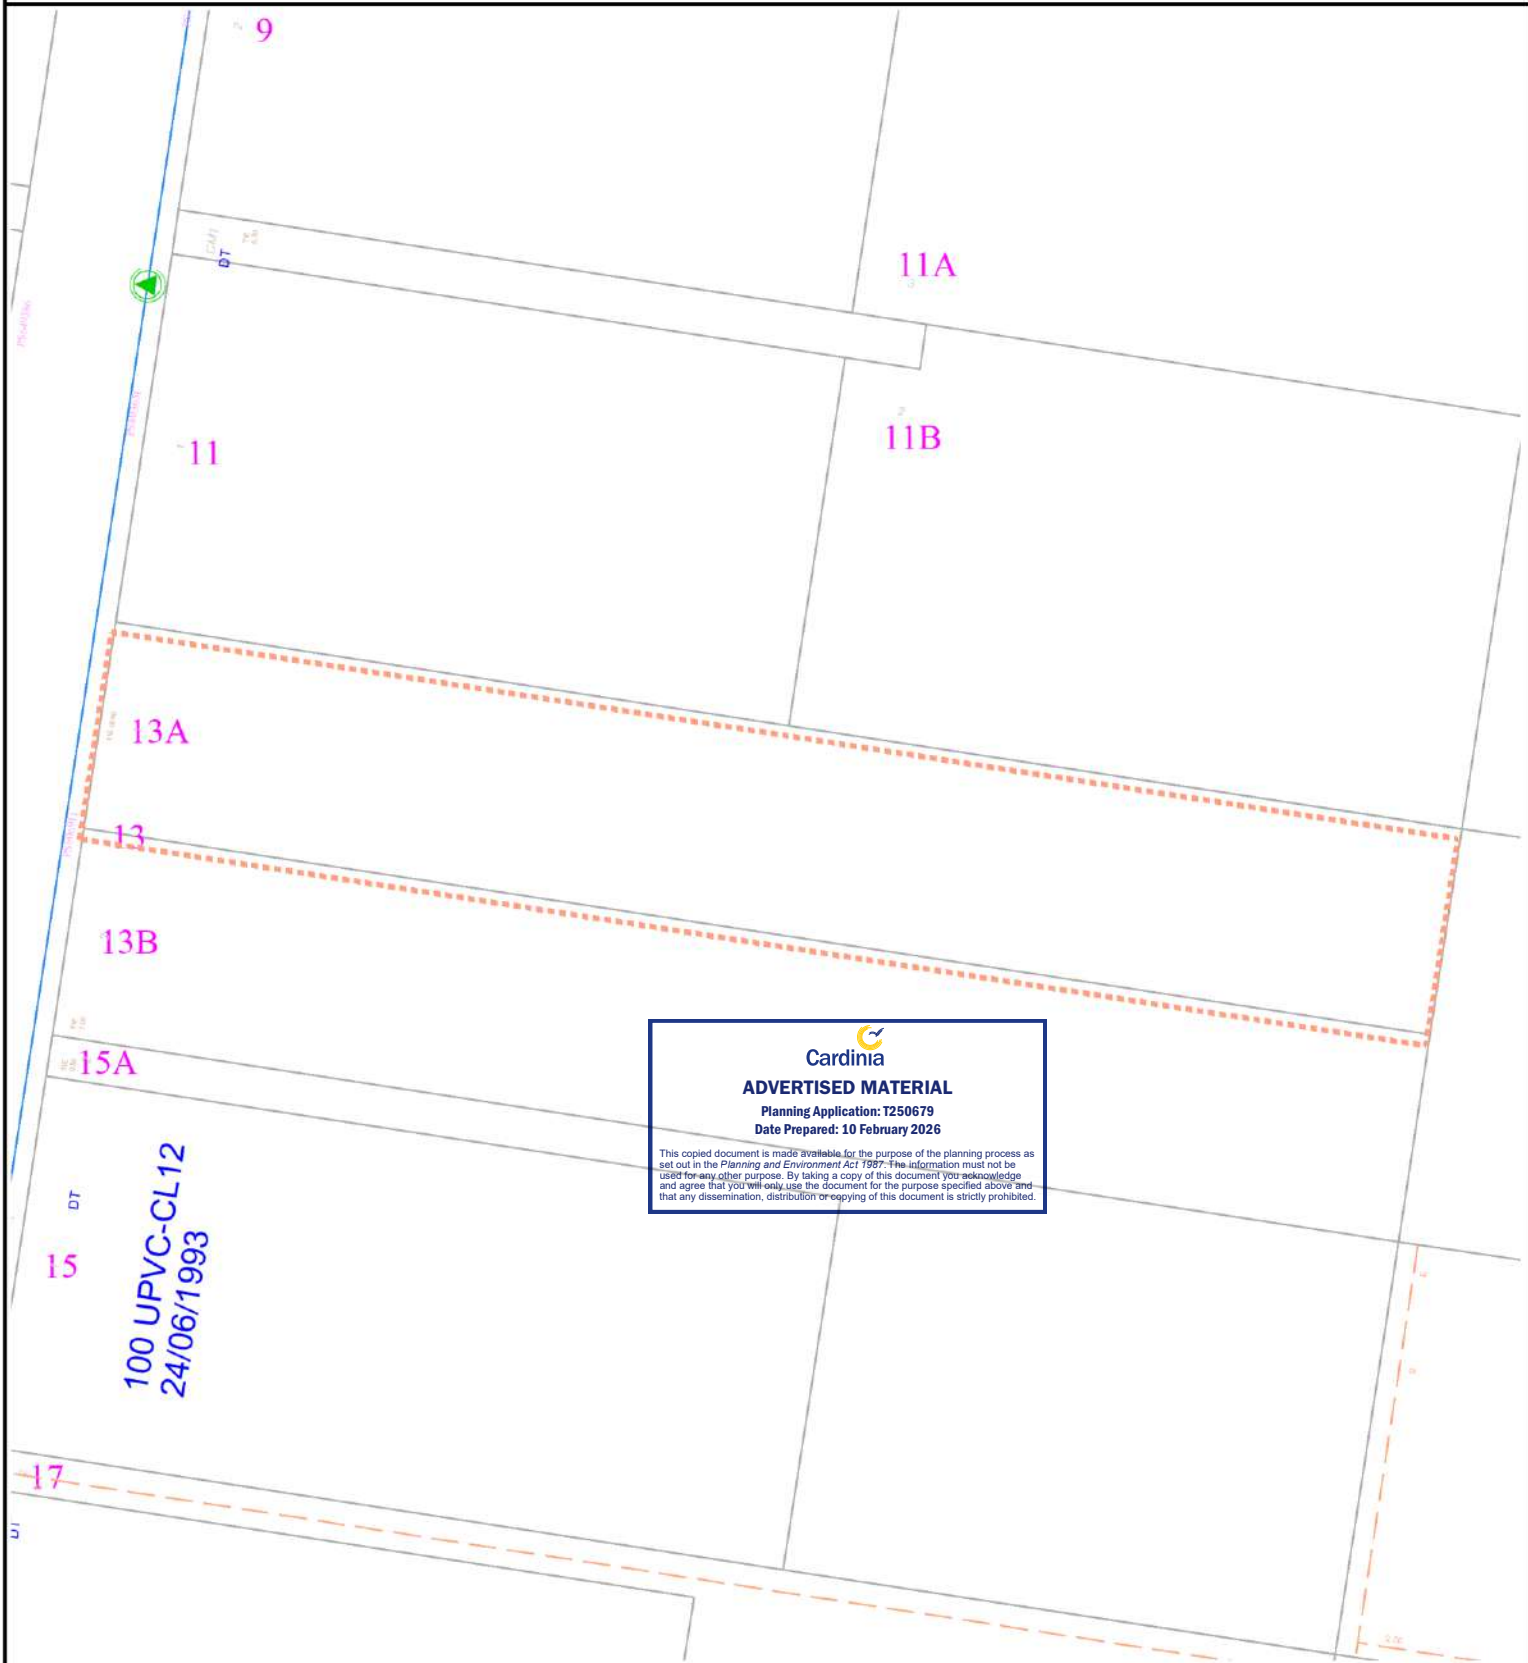 9
DT
11A
11
11B
13A
13
13B
15A
Cardinia
ADVERTISED MATERIAL
Planning Application: T250679
Date Prepared: 10 February 2026
This copied document is made available for the purpose of the planning process as
set out in the Planning and Environment Act 1987. The information must not be
used for any other purpose. By taking a copy of this document you acknowledge
and agree that you will only use the document for the purpose specified above and
that any dissemination, distribution or copying of this document is strictly prohibited.
DT
100 UPVC-CL12
24/06/1993
15
17
DT